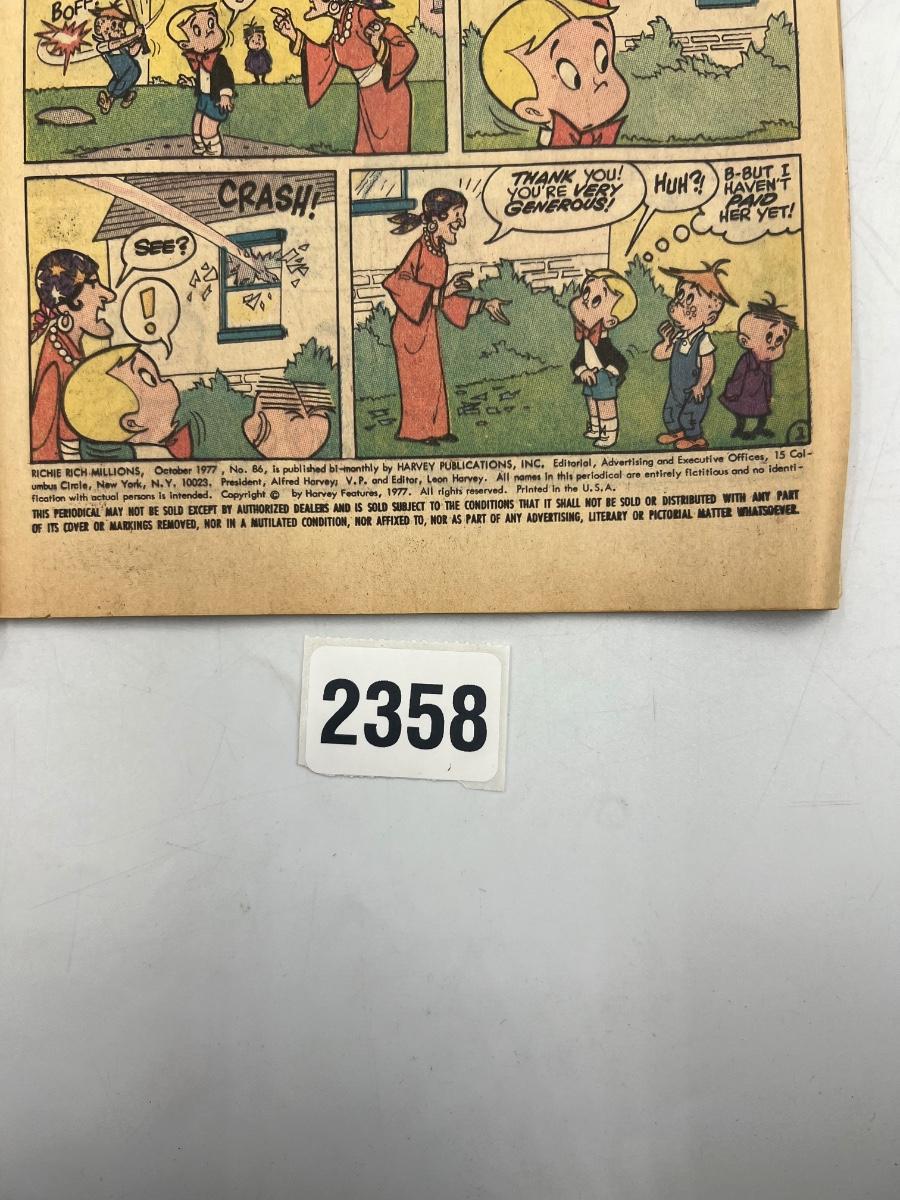 BOFF!
CRASH!
SEE?
!
THANK YOU!
YOU'RE VERY
GENEROUS!
HUH?!
B-BUT I
HAVEN'T
PAID
HER YET!
1
RICHIE RICH MILLIONS, October 1977 , No. 86, is published bi-monthly by HARVEY PUBLICATIONS, INC. Editorial, Advertising and Executive Offices, 15 Col-
umbus Circle, New York, N.Y. 10023. President, Alfred Harvey; V.P. and Editor, Leon Harvey. All names in this periodical are entirely fictitious and no identi-
fication with actual persons is intended. Copyright © by Harvey Features, 1977. All rights reserved. Printed in the U.S.A.
THIS PERIODICAL MAY NOT BE SOLD EXCEPT BY AUTHORIZED DEALERS AND IS SOLD SUBJECT TO THE CONDITIONS THAT IT SHALL NOT BE SOLD OR DISTRIBUTED WITH ANY PART
OF ITS COVER OR MARKINGS REMOVED, NOR IN A MUTILATED CONDITION, NOR AFFIXED TO, NOR AS PART OF ANY ADVERTISING, LITERARY OR PICTORIAL MATTER WHATSOEVER.
2358